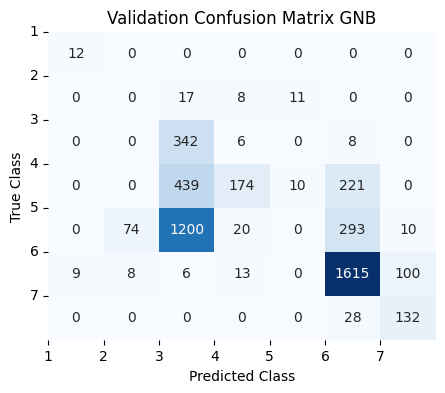 Validation Confusion Matrix GNB
1
12 0 0 0 0 0 0
2
0 0 17 8 11 0 0
3
0 0 342 6 0 8 0
4
0 0 439 174 10 221 0
5
0 74 1200 20 0 293 10
6
9 8 6 13 0 1615 100
7
0 0 0 0 0 28 132
True Class
1 2 3 4 5 6 7
Predicted Class